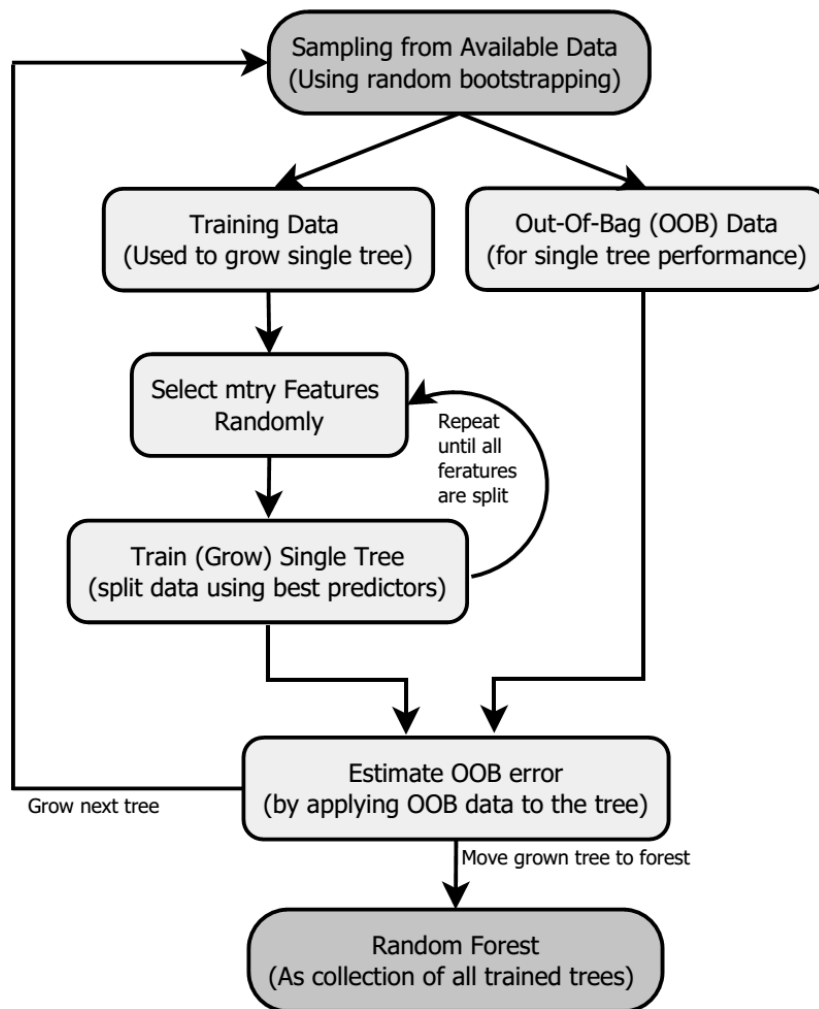 Sampling from Available Data
(Using random bootstrapping)
Training Data
(Used to grow single tree)
Out-Of-Bag (OOB) Data
(for single tree performance)
Select mtry Features
Randomly
Repeat
until all
feratures
are split
Train (Grow) Single Tree
(split data using best predictors)
Estimate OOB error
(by applying OOB data to the tree)
Grow next tree
Move grown tree to forest
Random Forest
(As collection of all trained trees)